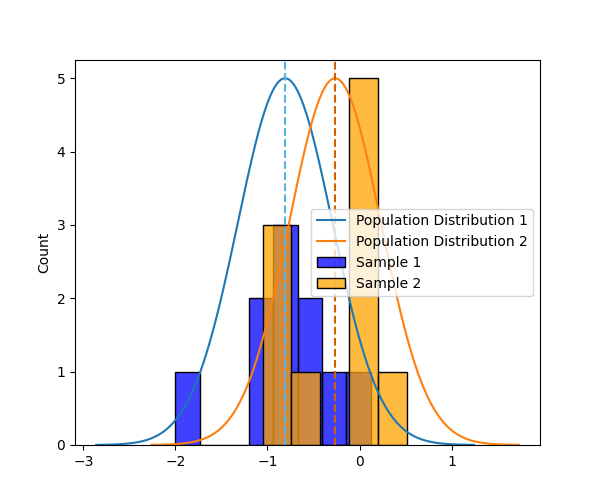 5
4
3
2
1
0
Count
Population Distribution 1
Population Distribution 2
Sample 1
Sample 2
−3
−2
−1
0
1